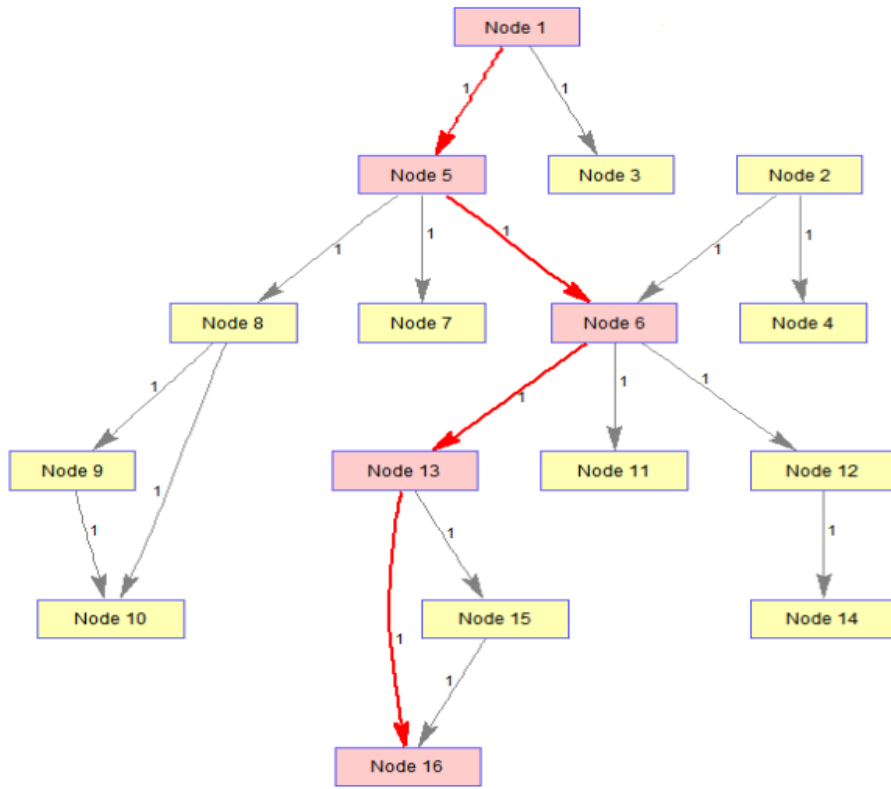 Node 1
1
1
Node 5
Node 3
Node 2
1
1
1
1
1
Node 8
Node 7
Node 6
Node 4
1
1
1
1
Node 9
Node 13
Node 11
Node 12
1
1
1
1
Node 10
Node 15
Node 14
1
1
Node 16